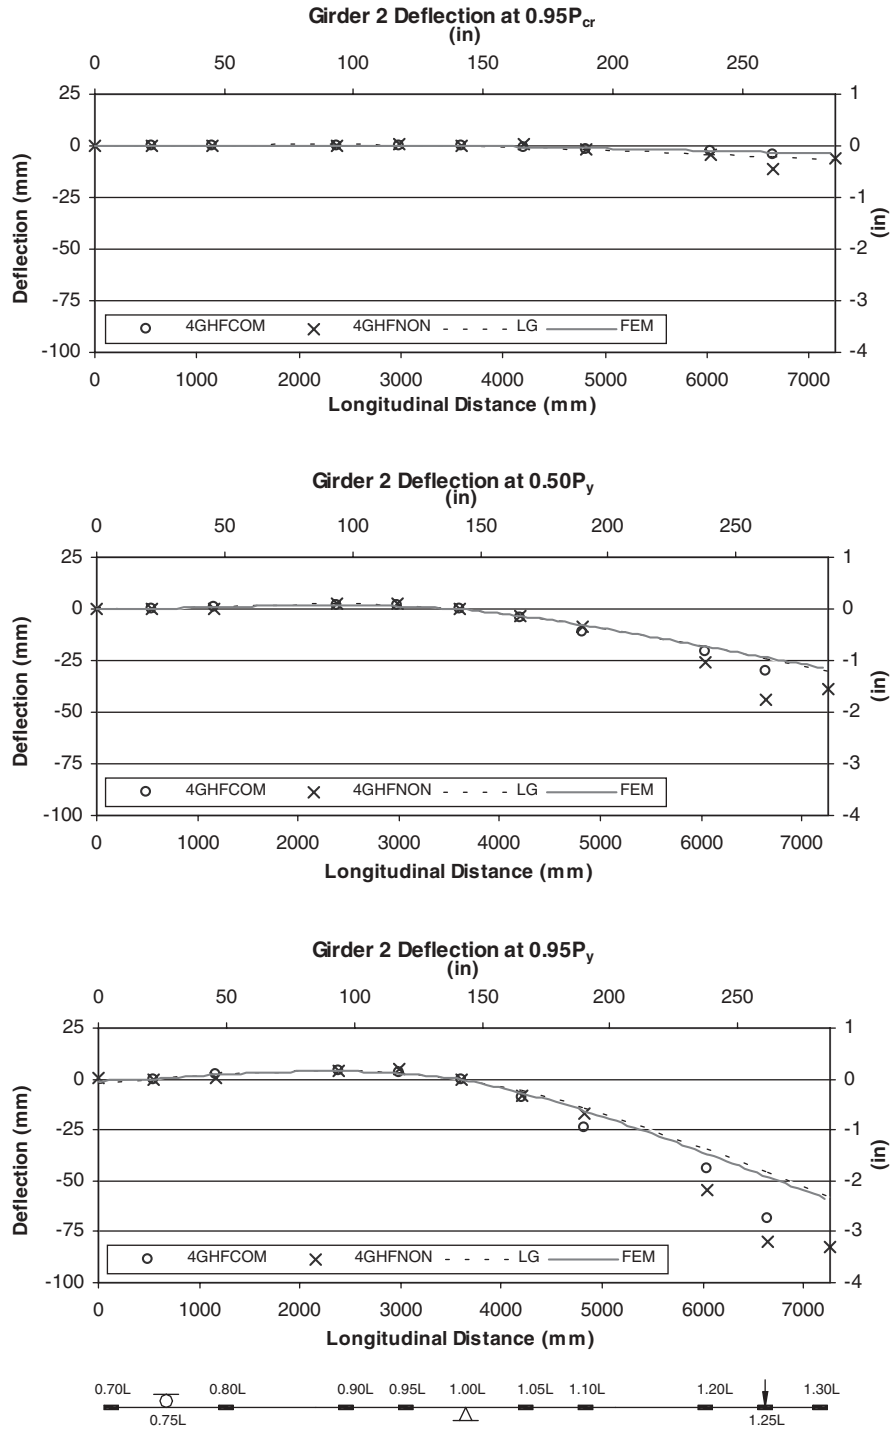 Girder 2 Deflection at 0.95Pcr
(in)
0 50 100 150 200 250
25 1
0 0
-25 -1
-50 -2
-75 -3
-100 -4
Deflection (mm)
(in)
4GHFCOM 4GHFNON LG FEM
0 1000 2000 3000 4000 5000 6000 7000
Longitudinal Distance (mm)
Girder 2 Deflection at 0.50Py
(in)
0 50 100 150 200 250
25 1
0 0
-25 -1
-50 -2
-75 -3
-100 -4
Deflection (mm)
(in)
4GHFCOM 4GHFNON LG FEM
0 1000 2000 3000 4000 5000 6000 7000
Longitudinal Distance (mm)
Girder 2 Deflection at 0.95Py
(in)
0 50 100 150 200 250
25 1
0 0
-25 -1
-50 -2
-75 -3
-100 -4
Deflection (mm)
(in)
4GHFCOM 4GHFNON LG FEM
0 1000 2000 3000 4000 5000 6000 7000
Longitudinal Distance (mm)
0.70L 0.80L 0.90L 0.95L 1.00L 1.05L 1.10L 1.20L 1.30L
0.75L 1.25L